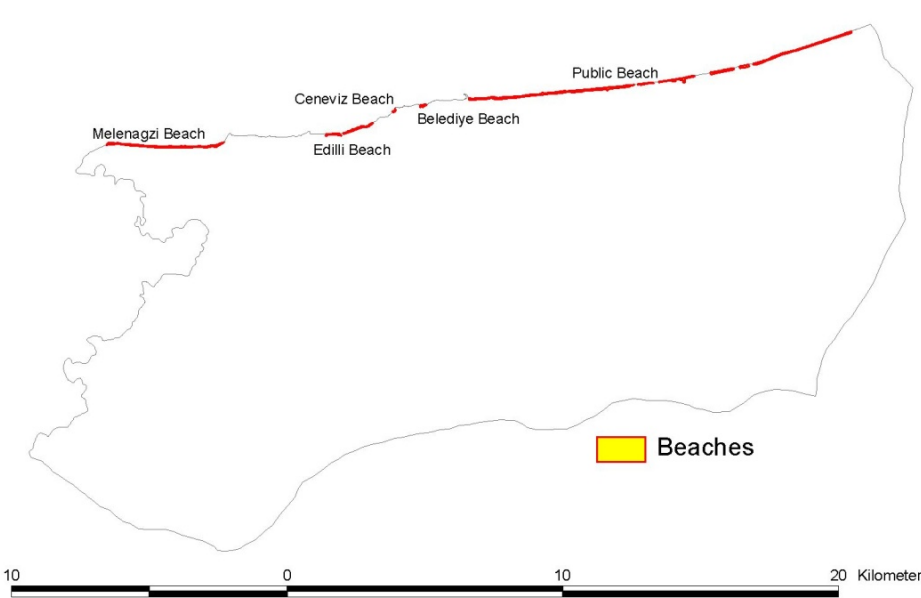 Public Beach
Ceneviz Beach
Belediye Beach
Melenagzi Beach
Edilli Beach
Beaches
10 0 10 20 Kilometer